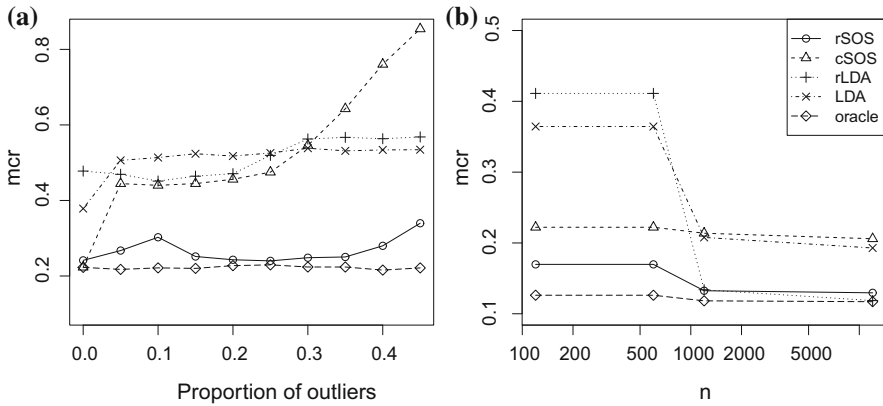 (a)
mcr
0.2 0.4 0.6 0.8
0.0 0.1 0.2 0.3 0.4
Proportion of outliers
(b)
mcr
0.1 0.2 0.3 0.4 0.5
100 200 500 1000 2000 5000
n
rSOS
cSOS
rLDA
LDA
oracle